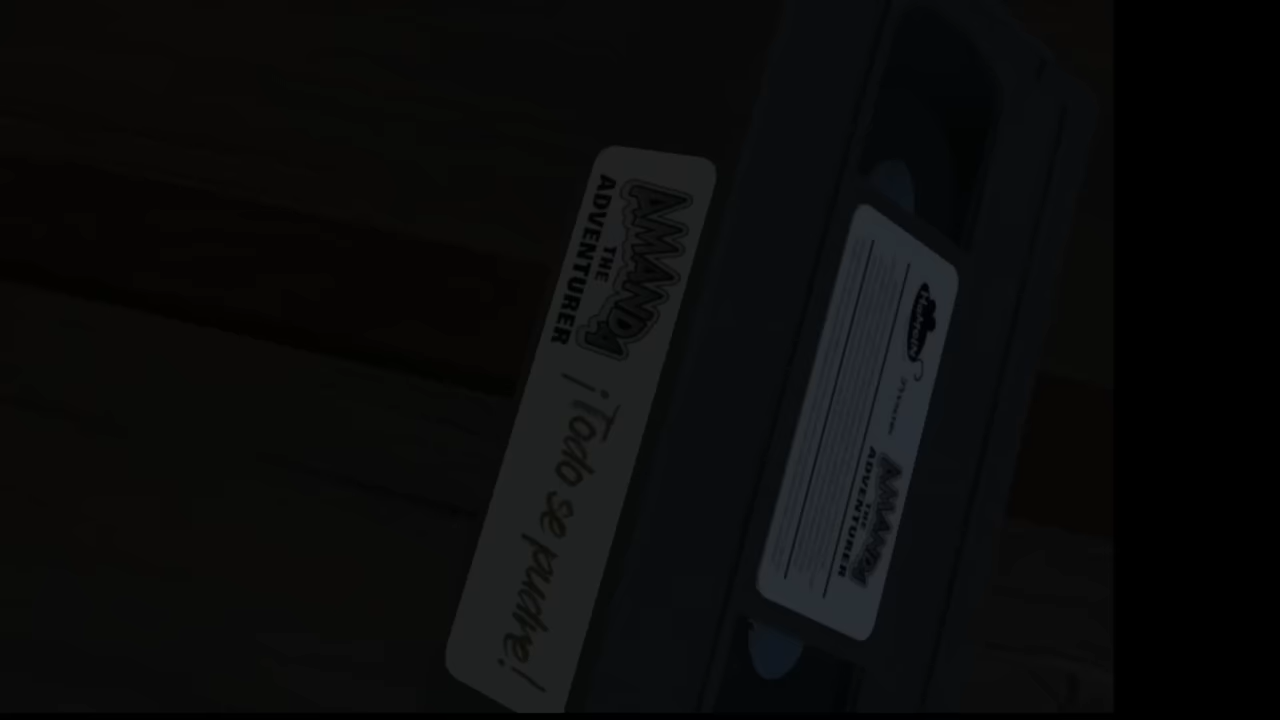 AMANDA
THE
ADVENTURER
¡Todo se pudre!
AMANDA
THE
ADVENTURER